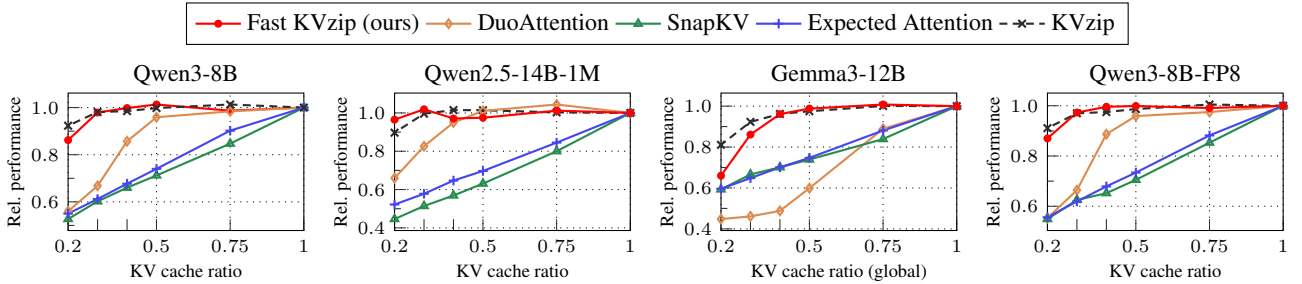 Fast KVzip (ours) DuoAttention SnapKV Expected Attention KVzip
Qwen3-8B
Rel. performance
1.0
0.8
0.6
0.2 0.5 0.75 1
KV cache ratio
Qwen2.5-14B-1M
Rel. performance
1.0
0.8
0.6
0.4
0.2 0.5 0.75 1
KV cache ratio
Gemma3-12B
Rel. performance
1.0
0.8
0.6
0.4
0.2 0.5 0.75 1
KV cache ratio (global)
Qwen3-8B-FP8
Rel. performance
1.0
0.8
0.6
0.2 0.5 0.75 1
KV cache ratio